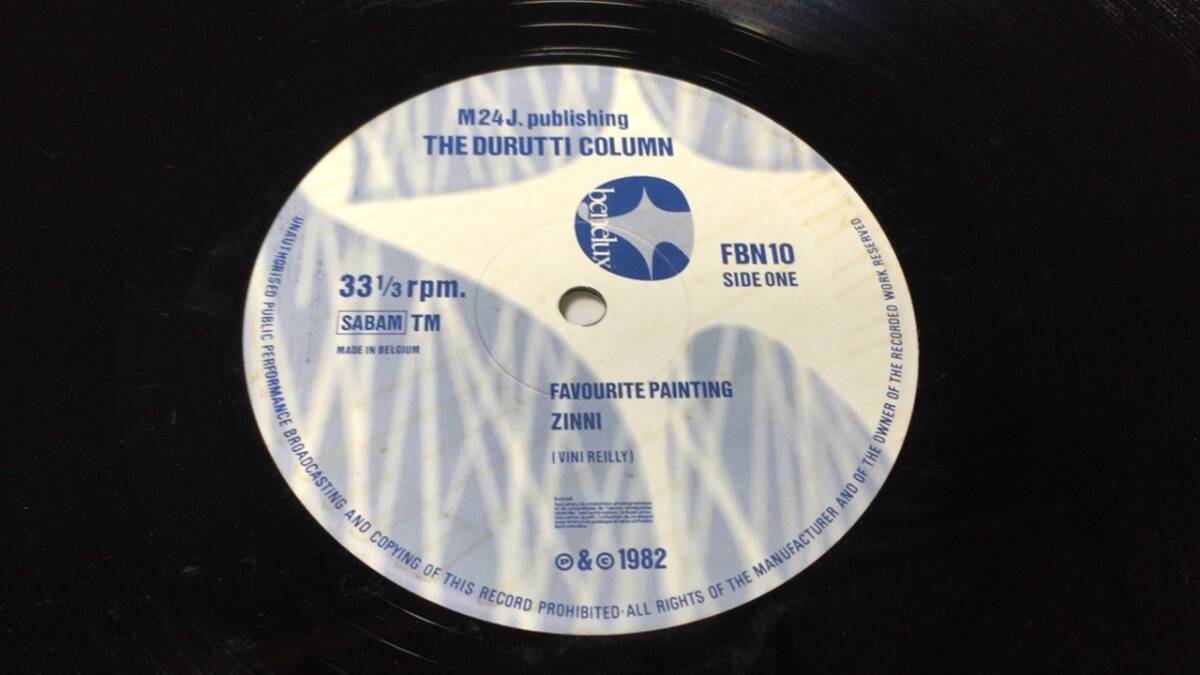 M24J. publishing
THE DURUTTI COLUMN
benelux
FBN10
SIDE ONE
33 1/3 rpm.
SABAM TM
MADE IN BELGIUM
FAVOURITE PAINTING
ZINNI
(VINI REILLY)
℗ & © 1982
UNAUTHORISED PUBLIC PERFORMANCE BROADCASTING AND COPYING OF THIS RECORD PROHIBITED·ALL RIGHTS OF THE MANUFACTURER AND OF THE OWNER OF THE RECORDED WORK RESERVED